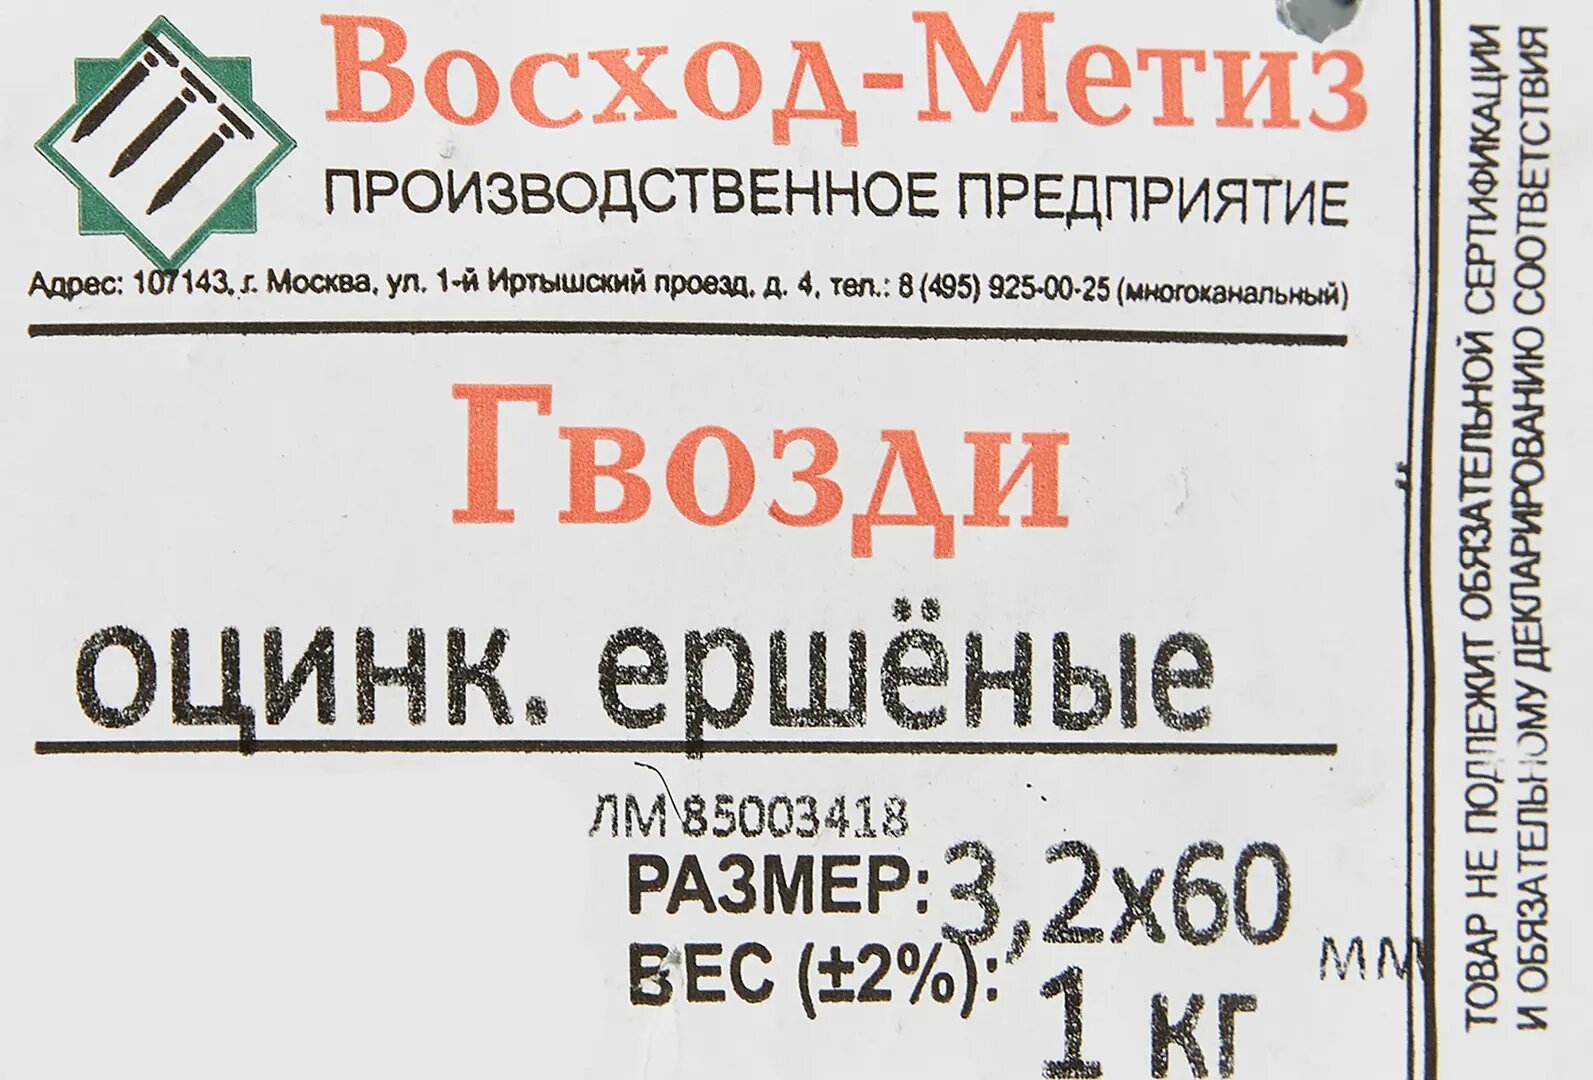 Восход-Метиз
ПРОИЗВОДСТВЕННОЕ ПРЕДПРИЯТИЕ
Адрес: 107143, г. Москва, ул. 1-й Иртышский проезд, д. 4, тел.: 8 (495) 925-00-25 (многоканальный)
Гвозди
оцинк. ершёные
ЛМ 85003418
РАЗМЕР: 3,2х60 мм
ВЕС (±2%): 1 кг
ТОВАР НЕ ПОДЛЕЖИТ ОБЯЗАТЕЛЬНОЙ СЕРТИФИКАЦИИ
И ОБЯЗАТЕЛЬНОМУ ДЕКЛАРИРОВАНИЮ СООТВЕТСТВИЯ